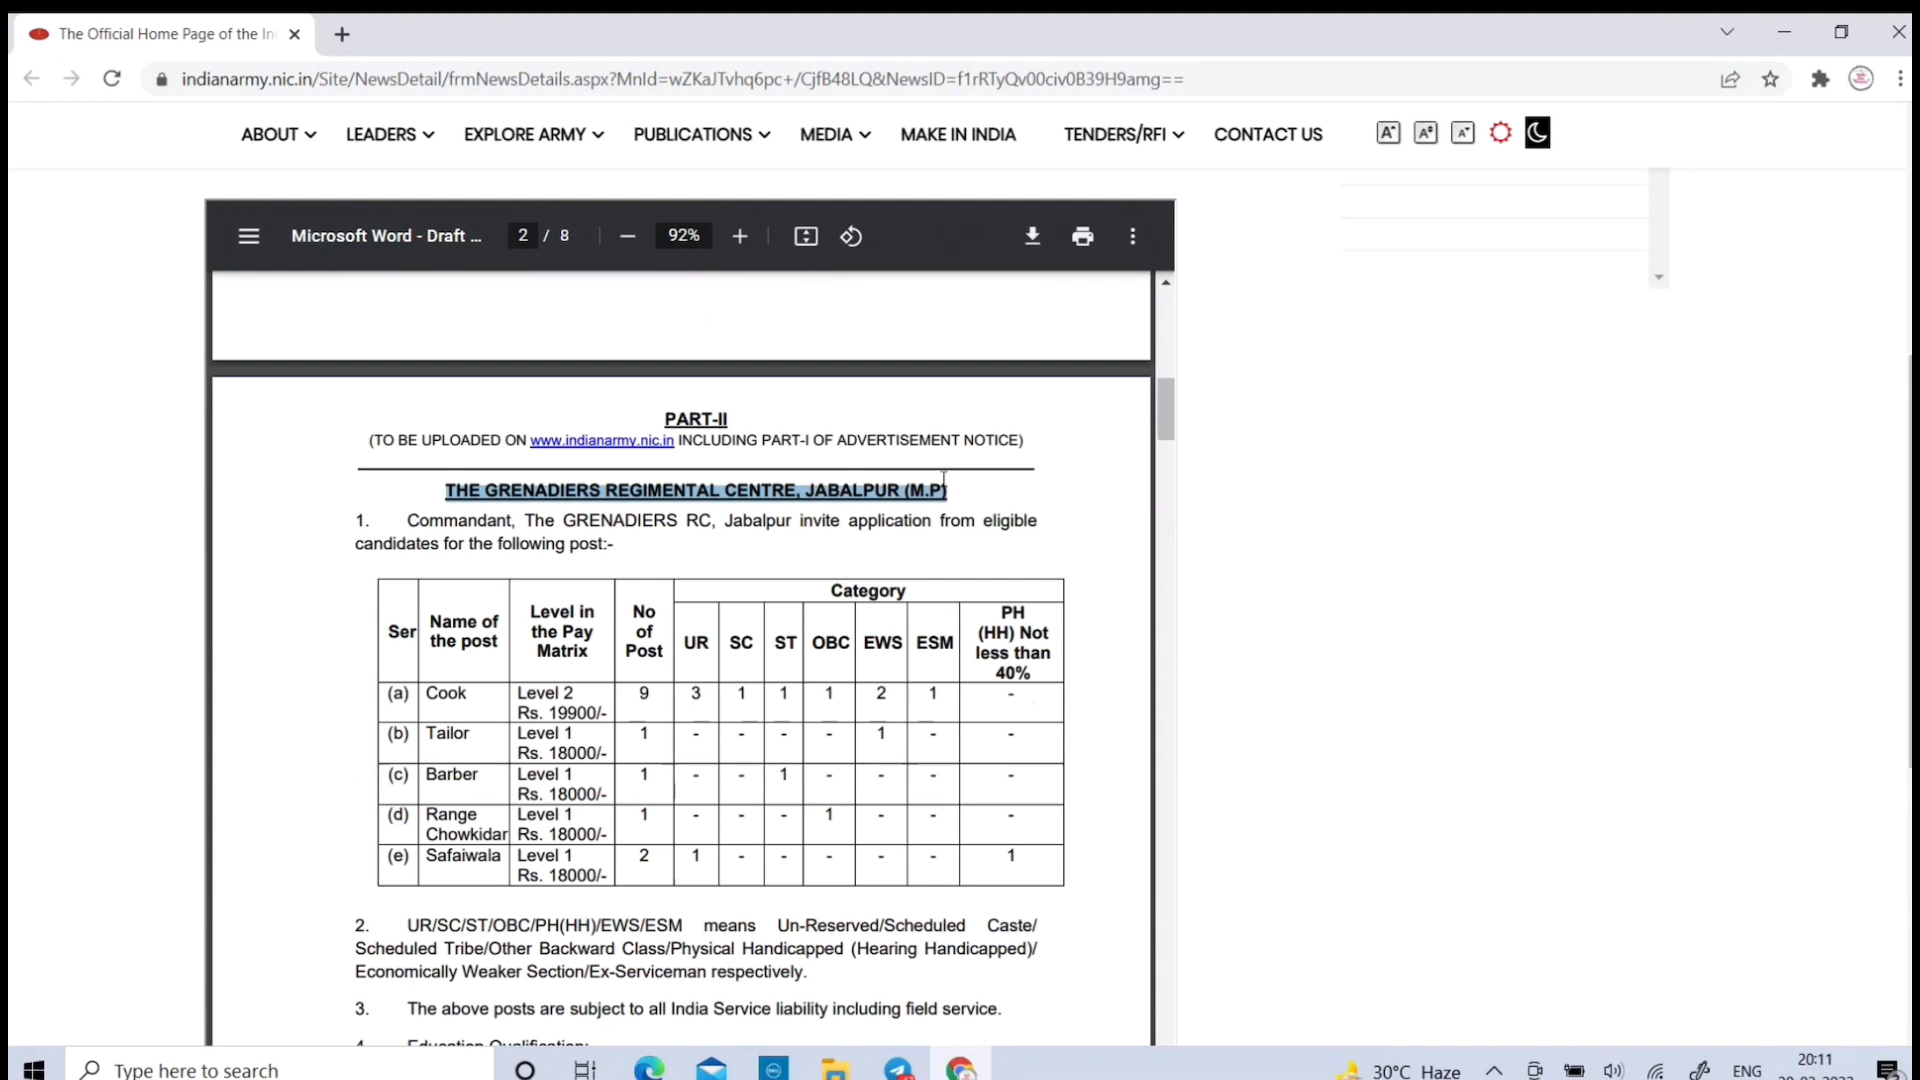 The Official Home Page of the In
indianarmy.nic.in/Site/NewsDetail/frmNewsDetails.aspx?MnId=wZKaJTvhq6pc+/CjfB48LQ&NewsID=f1rRTyQv00civ0B39H9amg==
ABOUT LEADERS EXPLORE ARMY PUBLICATIONS MEDIA MAKE IN INDIA TENDERS/RFI CONTACT US
Microsoft Word - Draft ... 2 / 8 92%
PART-II
(TO BE UPLOADED ON www.indianarmy.nic.in INCLUDING PART-I OF ADVERTISEMENT NOTICE)
THE GRENADIERS REGIMENTAL CENTRE, JABALPUR (M.P)
1. Commandant, The GRENADIERS RC, Jabalpur invite application from eligible
candidates for the following post:-
Ser Name of the post Level in the Pay Matrix No of Post Category
UR SC ST OBC EWS ESM PH (HH) Not less than 40%
(a) Cook Level 2 Rs. 19900/- 9 3 1 1 1 2 1 -
(b) Tailor Level 1 Rs. 18000/- 1 - - - - 1 - -
(c) Barber Level 1 Rs. 18000/- 1 - - 1 - - - -
(d) Range Chowkidar Level 1 Rs. 18000/- 1 - - - 1 - - -
(e) Safaiwala Level 1 Rs. 18000/- 2 1 - - - - - 1
2. UR/SC/ST/OBC/PH(HH)/EWS/ESM means Un-Reserved/Scheduled Caste/
Scheduled Tribe/Other Backward Class/Physical Handicapped (Hearing Handicapped)/
Economically Weaker Section/Ex-Serviceman respectively.
3. The above posts are subject to all India Service liability including field service.
4. Education Qualification:
Type here to search
30°C Haze ENG 20:11